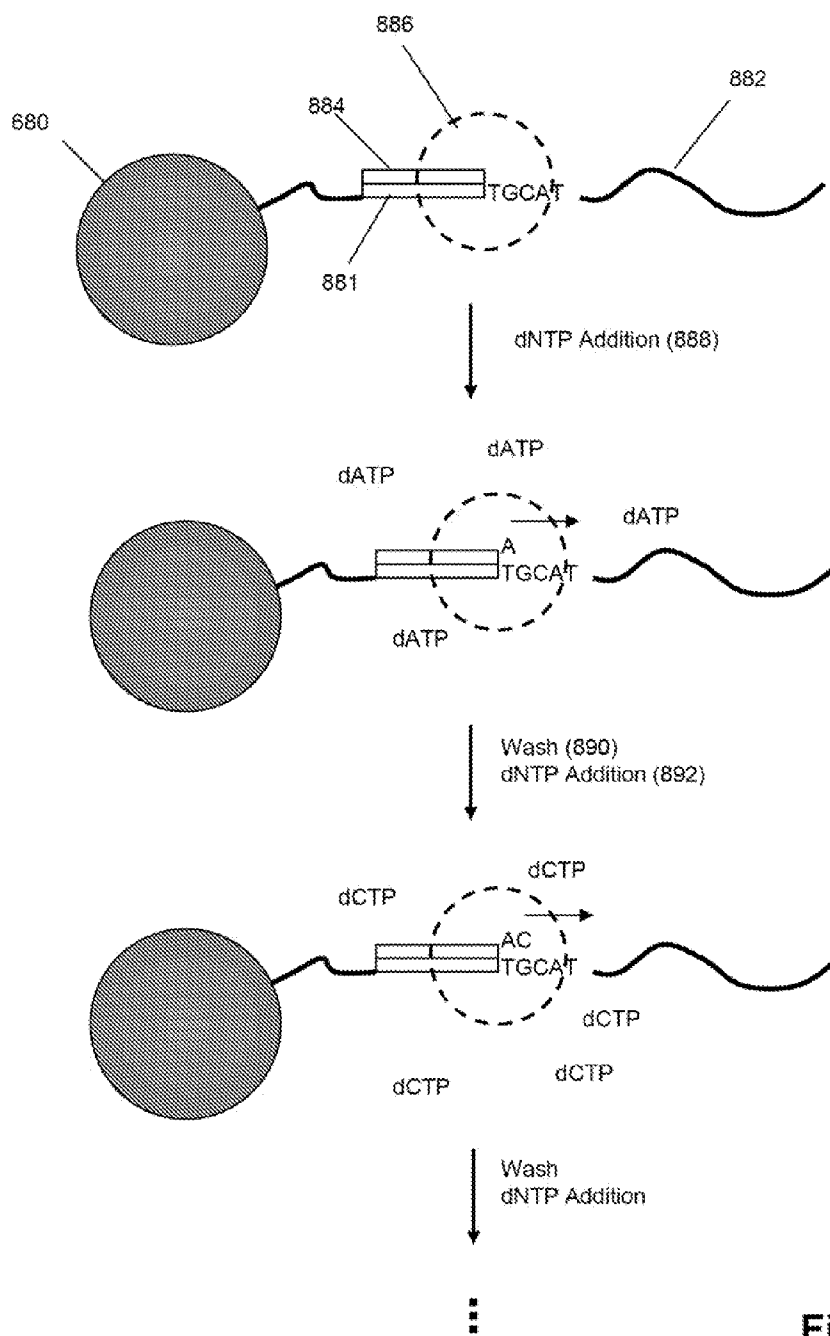 886
884
882
680
TGCAT
881
dNTP Addition (888)
dATP
dATP
dATP
A
TGCAT
dATP
Wash (890)
dNTP Addition (892)
dCTP
dCTP
AC
TGCAT
dCTP
dCTP
dCTP
Wash
dNTP Addition